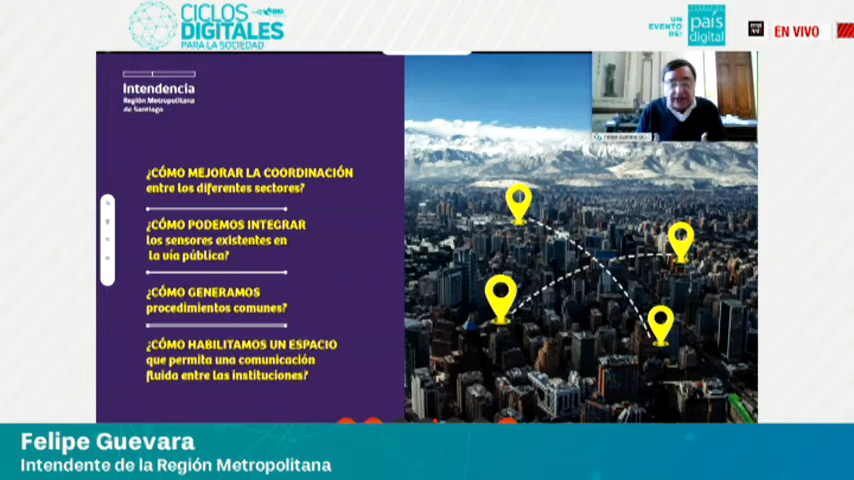 CICLOS
DIGITALES
PARA LA SOCIEDAD
UN
EVENTO
DE:
país
digital
EN VIVO
Intendencia
Región Metropolitana
de Santiago
¿CÓMO MEJORAR LA COORDINACIÓN
entre los diferentes sectores?
¿CÓMO PODEMOS INTEGRAR
los sensores existentes en
la vía pública?
¿CÓMO GENERAMOS
procedimientos comunes?
¿CÓMO HABILITAMOS UN ESPACIO
que permita una comunicación
fluida entre las instituciones?
Felipe Guevara
Intendente de la Región Metropolitana